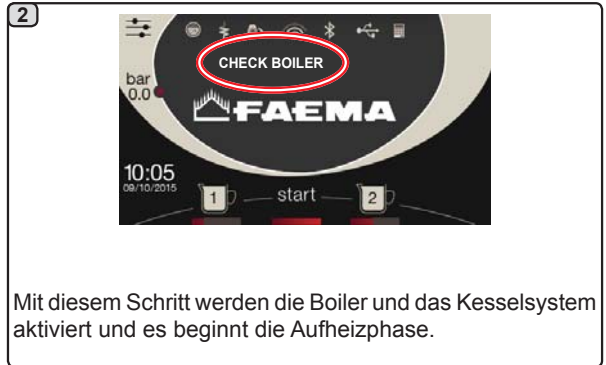 2
CHECK BOILER
bar
0.0
FAEMA
10:05
09/10/2015
1 start 2
Mit diesem Schritt werden die Boiler und das Kesselsystem
aktiviert und es beginnt die Aufheizphase.